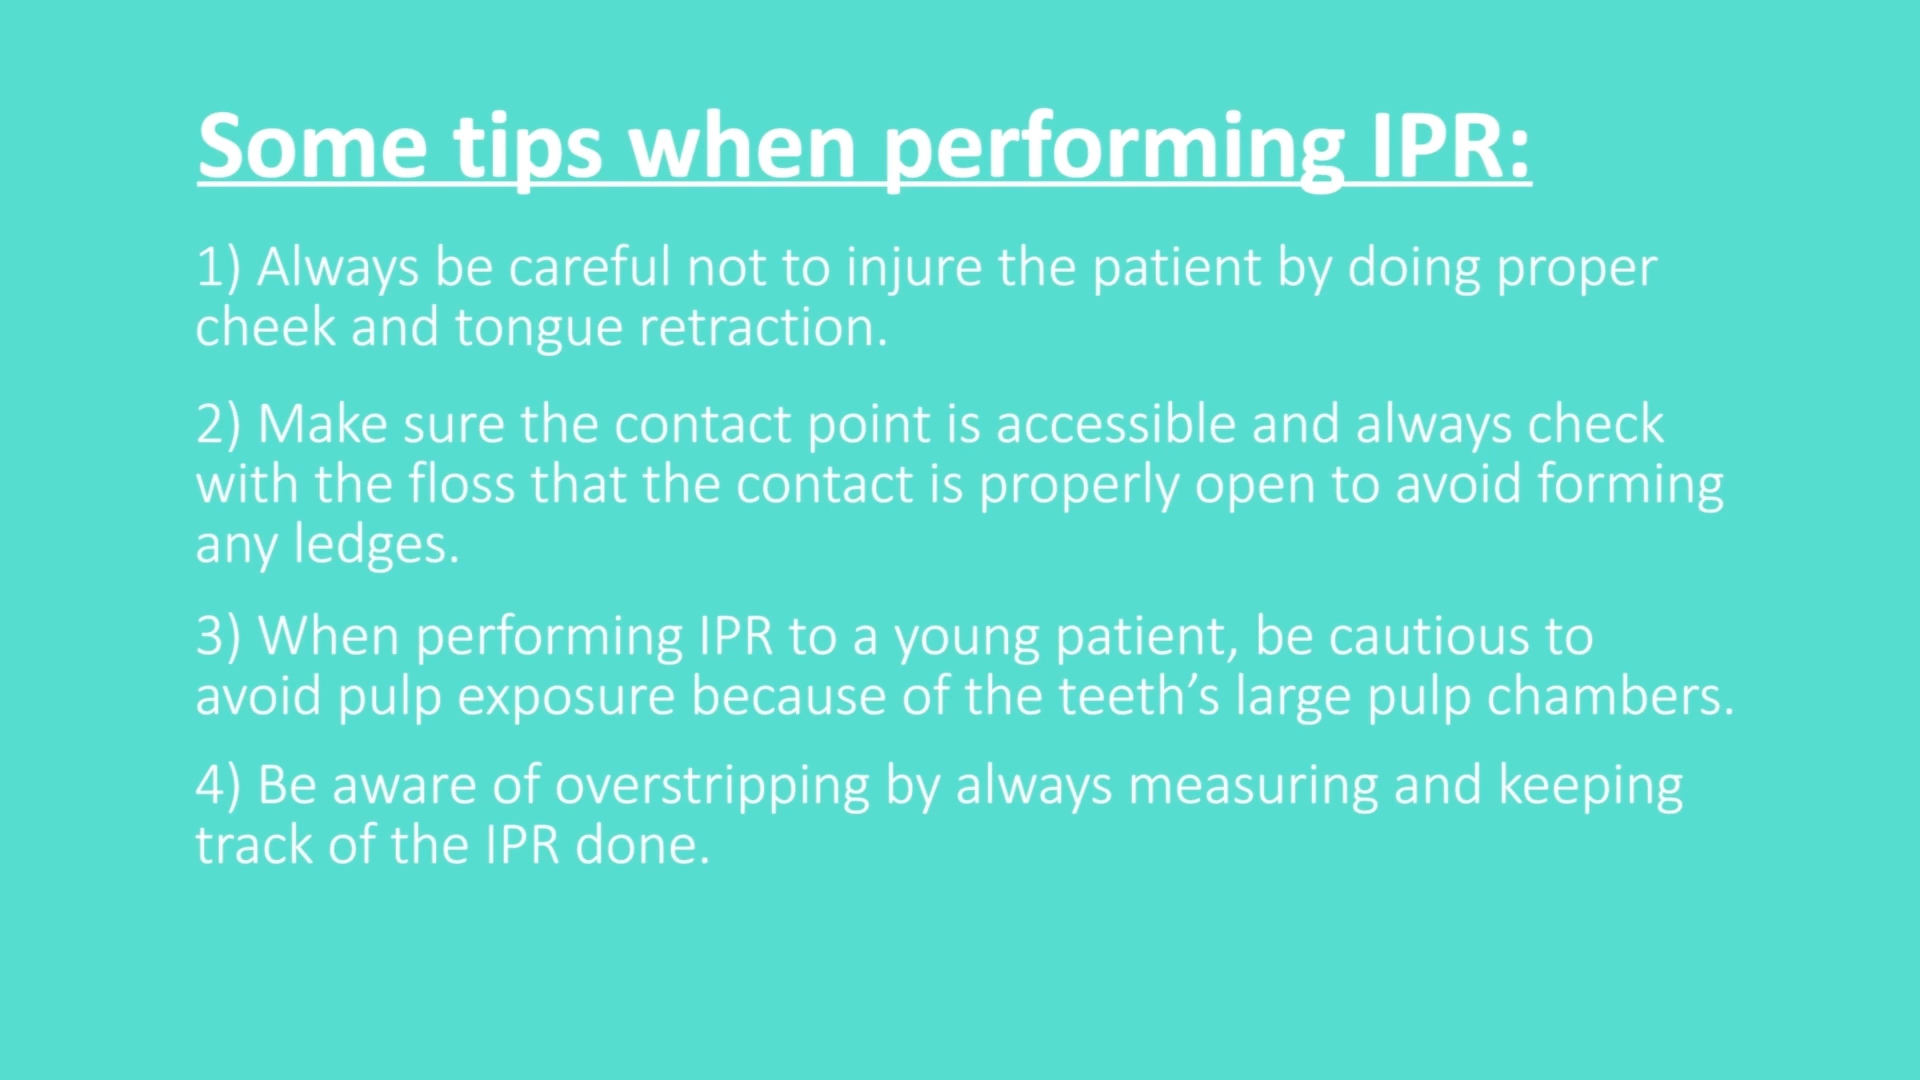 Some tips when performing IPR:
1) Always be careful not to injure the patient by doing proper
cheek and tongue retraction.
2) Make sure the contact point is accessible and always check
with the floss that the contact is properly open to avoid forming
any ledges.
3) When performing IPR to a young patient, be cautious to
avoid pulp exposure because of the teeth’s large pulp chambers.
4) Be aware of overstripping by always measuring and keeping
track of the IPR done.